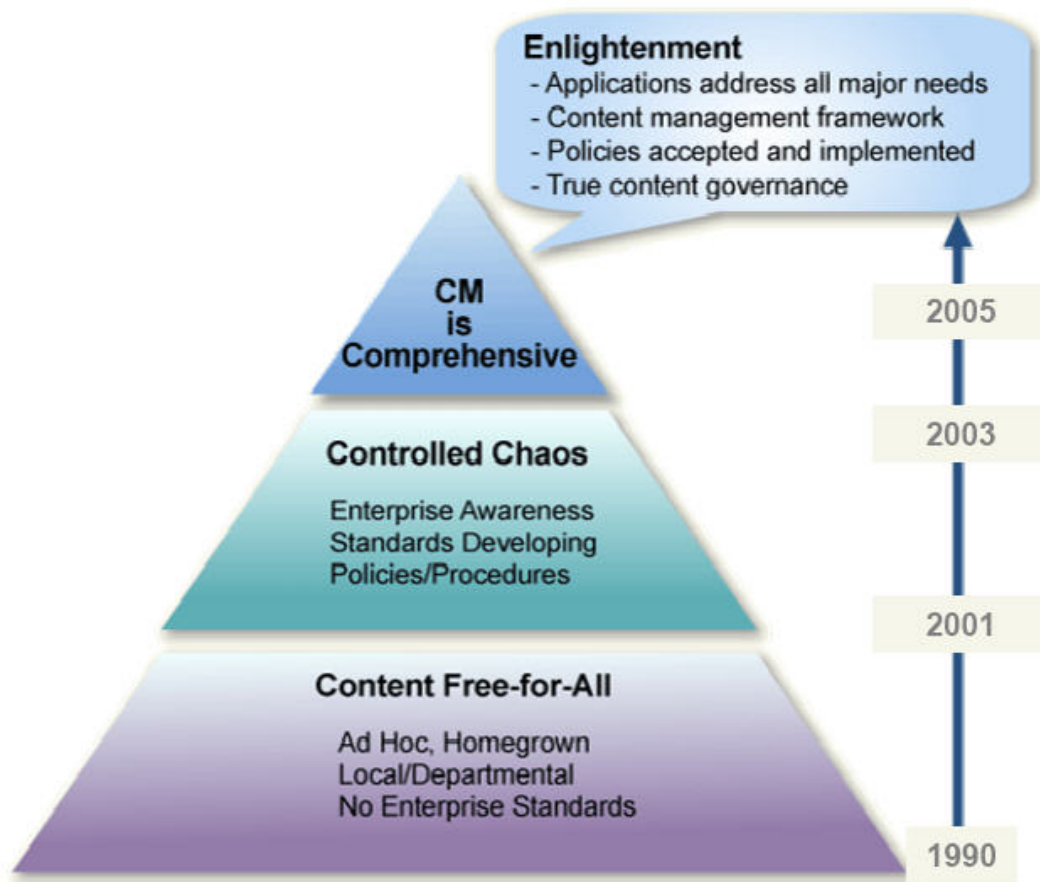 Enlightenment
- Applications address all major needs
- Content management framework
- Policies accepted and implemented
- True content governance
CM
is
Comprehensive
2005
2003
Controlled Chaos
Enterprise Awareness
Standards Developing
Policies/Procedures
2001
Content Free-for-All
Ad Hoc, Homegrown
Local/Departmental
No Enterprise Standards
1990